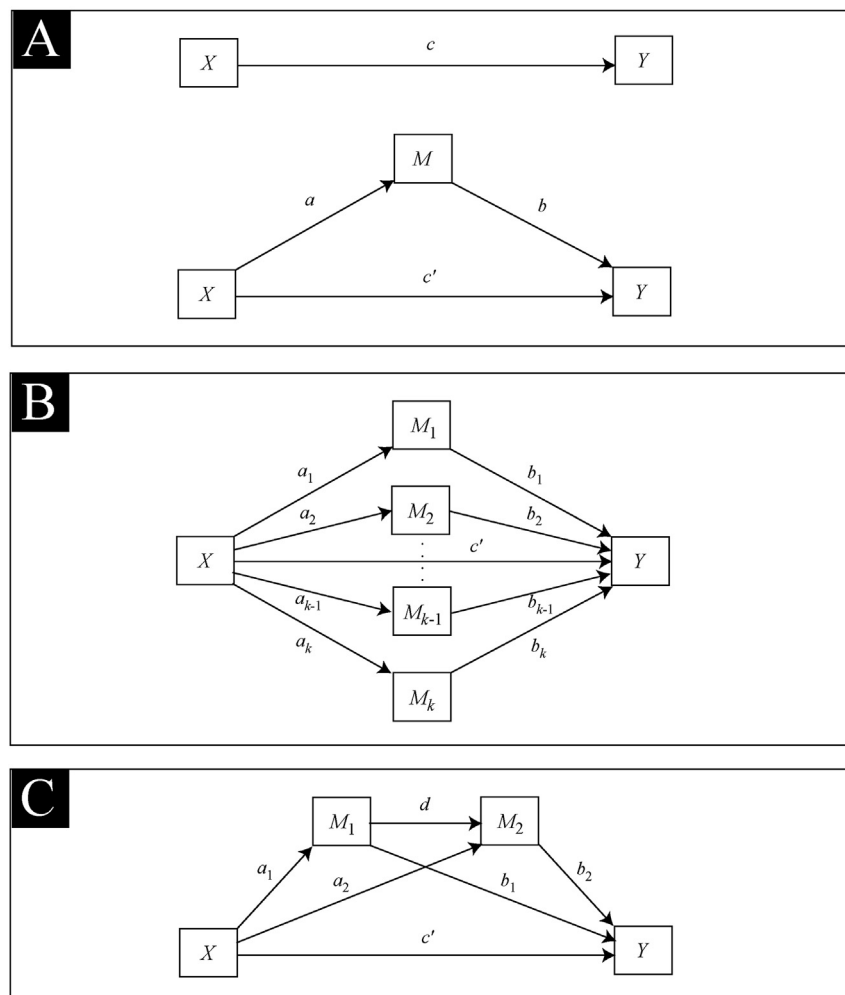 A
X c Y
M
a b
X c′ Y
B
M₁
a₁ b₁
a₂ M₂ b₂
X c′ Y
aₖ₋₁ Mₖ₋₁ bₖ₋₁
aₖ bₖ
Mₖ
C
M₁ d M₂
a₁ a₂ b₁ b₂
X c′ Y